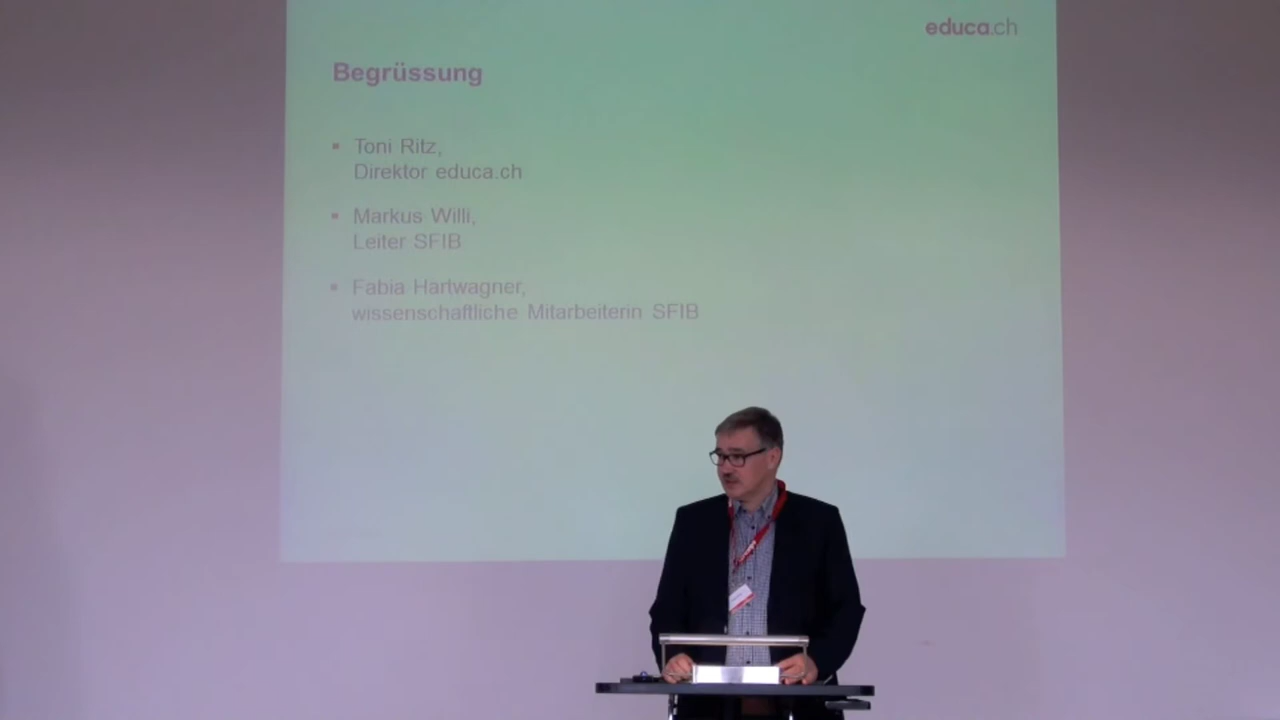 educa.ch
Begrüssung
Toni Ritz,
Direktor educa.ch
Markus Willi,
Leiter SFIB
Fabia Hartwagner,
wissenschaftliche Mitarbeiterin SFIB